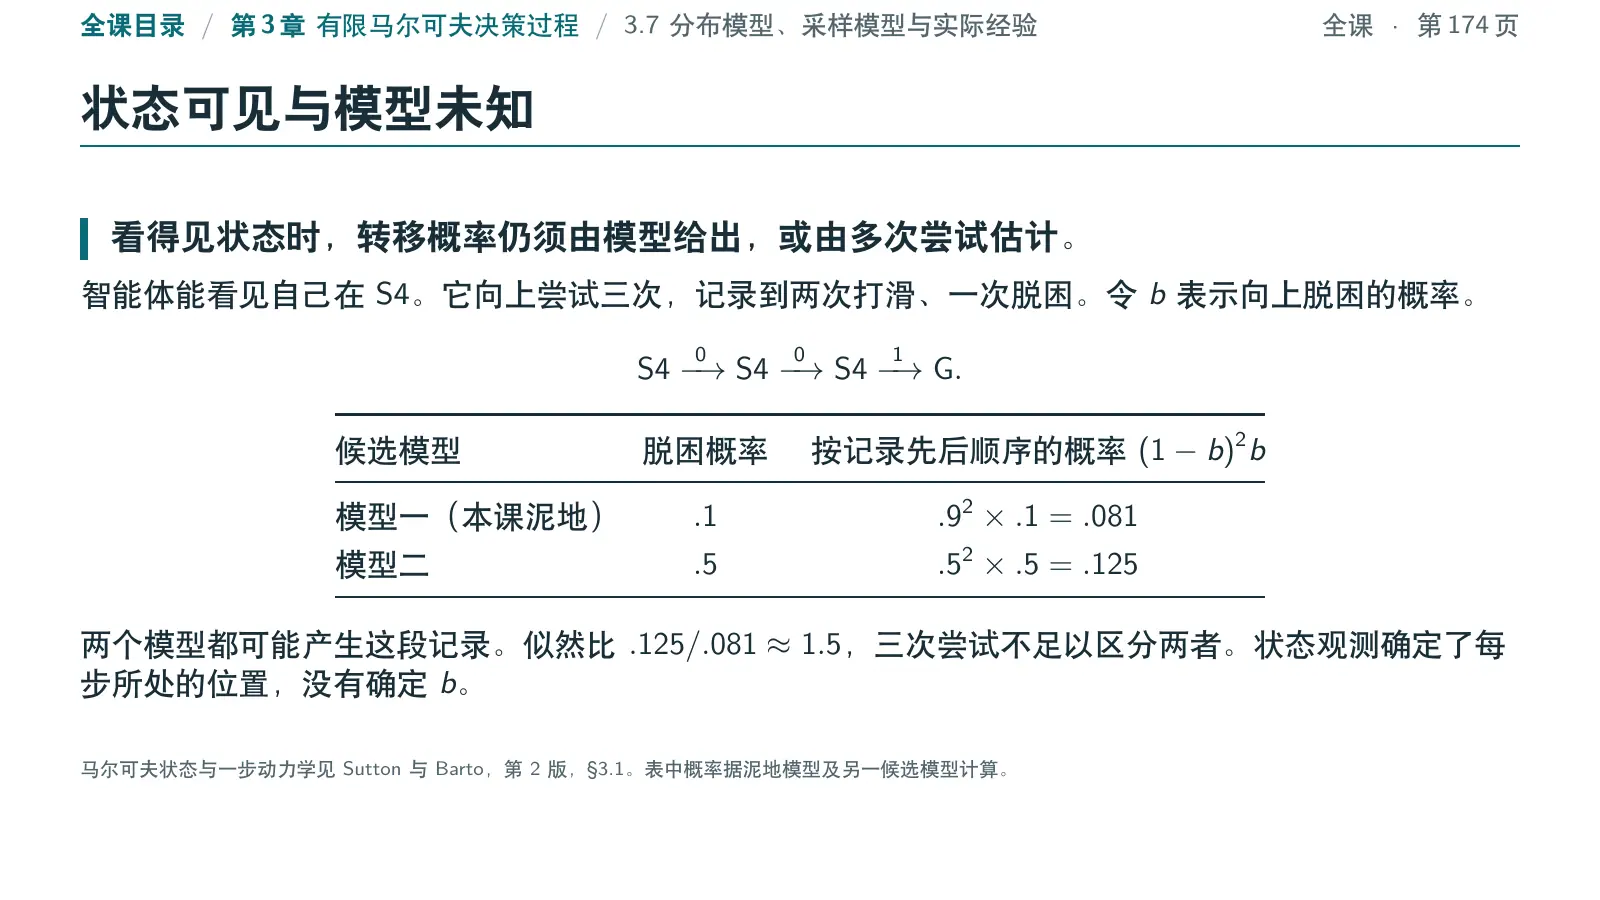 全课目录 / 第3章 有限马尔可夫决策过程 / 3.7 分布模型、采样模型与实际经验 全课 · 第174页
状态可见与模型未知
看得见状态时，转移概率仍须由模型给出，或由多次尝试估计。
智能体能看见自己在 S4。它向上尝试三次，记录到两次打滑、一次脱困。令 b 表示向上脱困的概率。
S4 \xrightarrow{0} S4 \xrightarrow{0} S4 \xrightarrow{1} G.
候选模型 脱困概率 按记录先后顺序的概率 (1 − b)²b
模型一（本课泥地） .1 .9² × .1 = .081
模型二 .5 .5² × .5 = .125
两个模型都可能产生这段记录。似然比 .125/.081 ≈ 1.5，三次尝试不足以区分两者。状态观测确定了每
步所处的位置，没有确定 b。
马尔可夫状态与一步动力学见 Sutton 与 Barto，第 2 版，§3.1。表中概率据泥地模型及另一候选模型计算。